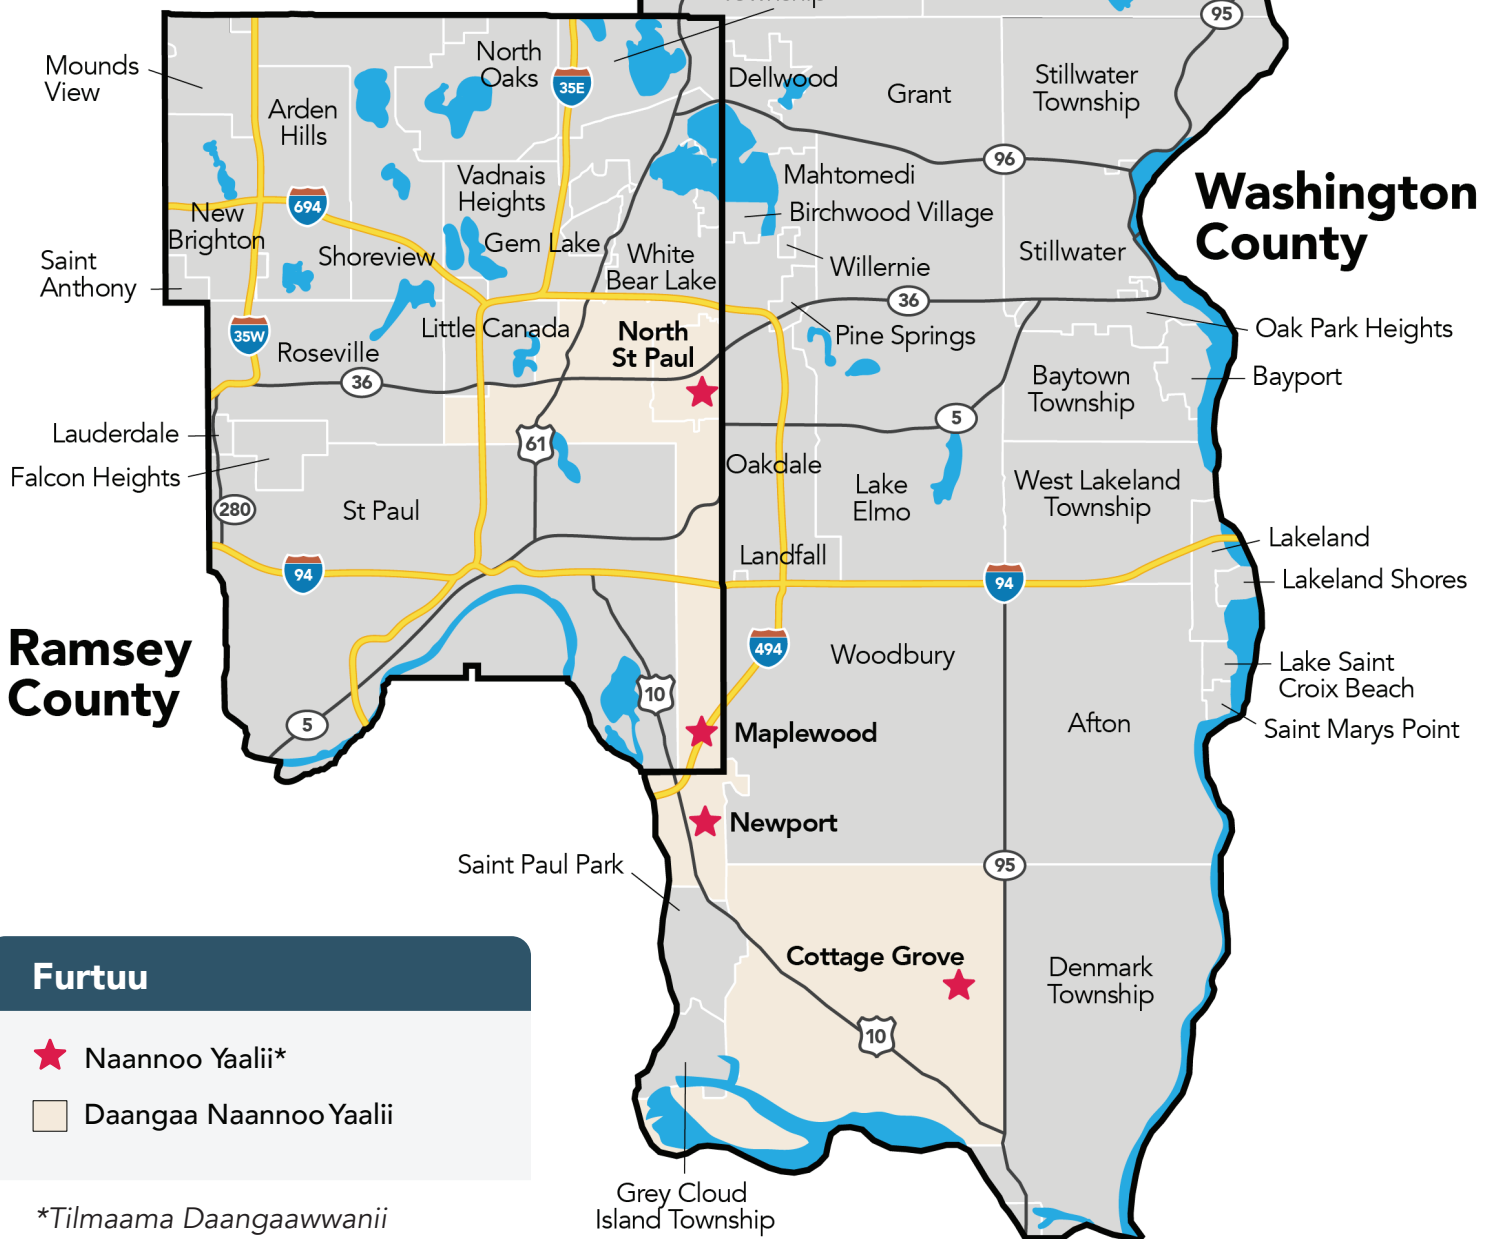 Township
95
Mounds
View
North
Oaks
35E
Dellwood
Grant
Stillwater
Township
Arden
Hills
96
Washington
County
Vadnais
Heights
Mahtomedi
694
New
Brighton
Birchwood Village
Gem Lake
Shoreview
White
Bear Lake
Stillwater
Willernie
Saint
Anthony
36
35W
Little Canada
North
St Paul
Pine Springs
Oak Park Heights
Roseville
36
Baytown
Township
Bayport
5
Lauderdale
61
Falcon Heights
Oakdale
Lake
Elmo
West Lakeland
Township
280
St Paul
Landfall
Lakeland
94
94
Lakeland Shores
Ramsey
County
494
Woodbury
Lake Saint
Croix Beach
10
5
Maplewood
Afton
Saint Marys Point
Newport
Saint Paul Park
95
Cottage Grove
Denmark
Township
10
Furtuu
Naannoo Yaalii*
Daangaa Naannoo Yaalii
*Tilmaama Daangaawwanii
Grey Cloud
Island Township